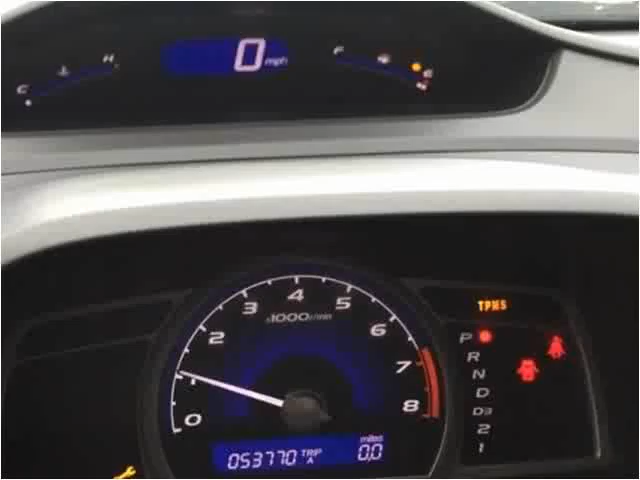 C H
0 mph
F E
0 1 2 3 4 5 6 7 8
x1000r/min
TPMS
P
R
N
D
D3
2
1
053770 TRIP A miles 0.0